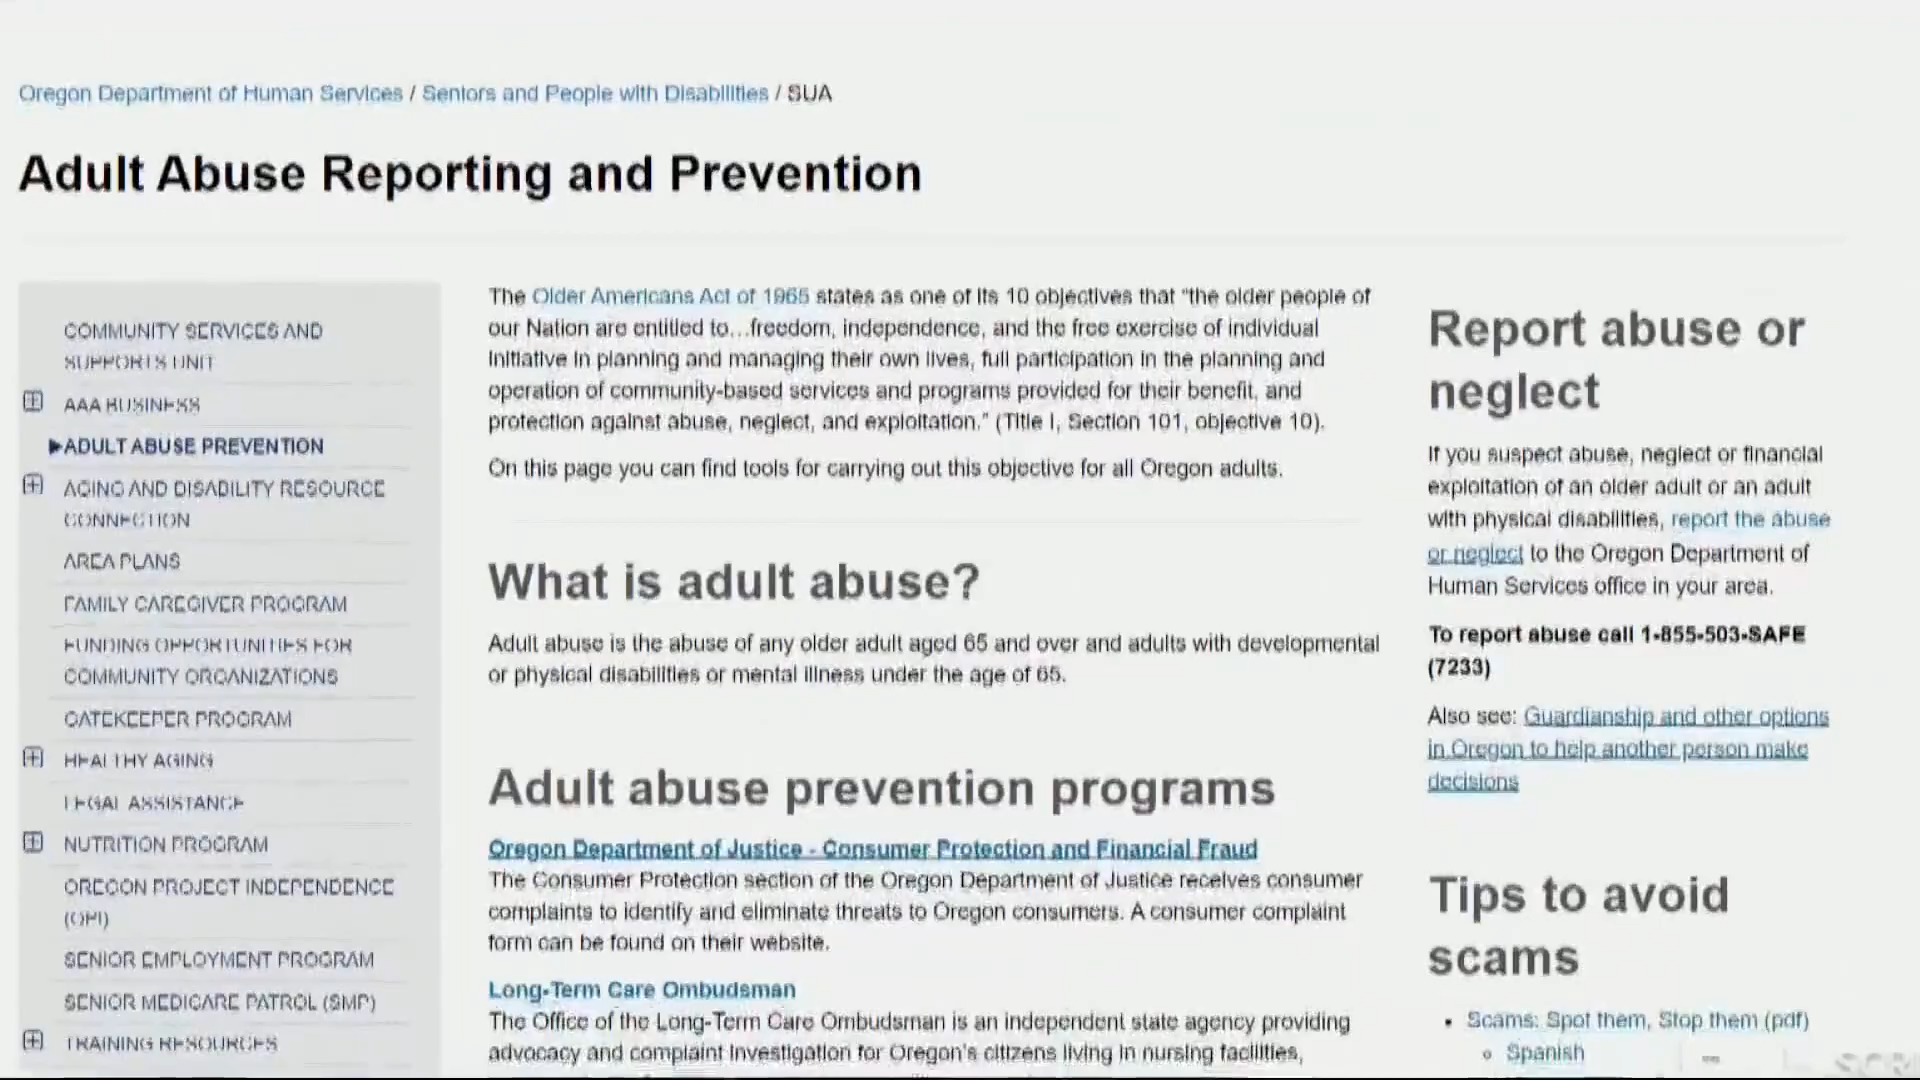 Oregon Department of Human Services / Seniors and People with Disabilities / SUA
Adult Abuse Reporting and Prevention
COMMUNITY SERVICES AND
SUPPORTS UNIT
AAA BUSINESS
ADULT ABUSE PREVENTION
AGING AND DISABILITY RESOURCE
CONNECTION
AREA PLANS
FAMILY CAREGIVER PROGRAM
FUNDING OPPORTUNITIES FOR
COMMUNITY ORGANIZATIONS
GATEKEEPER PROGRAM
HEALTHY AGING
LEGAL ASSISTANCE
NUTRITION PROGRAM
OREGON PROJECT INDEPENDENCE
(OPI)
SENIOR EMPLOYMENT PROGRAM
SENIOR MEDICARE PATROL (SMP)
TRAINING RESOURCES
The Older Americans Act of 1965 states as one of its 10 objectives that "the older people of
our Nation are entitled to...freedom, independence, and the free exercise of individual
initiative in planning and managing their own lives, full participation in the planning and
operation of community-based services and programs provided for their benefit, and
protection against abuse, neglect, and exploitation." (Title I, Section 101, objective 10).
On this page you can find tools for carrying out this objective for all Oregon adults.
What is adult abuse?
Adult abuse is the abuse of any older adult aged 65 and over and adults with developmental
or physical disabilities or mental illness under the age of 65.
Adult abuse prevention programs
Oregon Department of Justice - Consumer Protection and Financial Fraud
The Consumer Protection section of the Oregon Department of Justice receives consumer
complaints to identify and eliminate threats to Oregon consumers. A consumer complaint
form can be found on their website.
Long-Term Care Ombudsman
The Office of the Long-Term Care Ombudsman is an independent state agency providing
advocacy and complaint investigation for Oregon's citizens living in nursing facilities,
Report abuse or
neglect
If you suspect abuse, neglect or financial
exploitation of an older adult or an adult
with physical disabilities, report the abuse
or neglect to the Oregon Department of
Human Services office in your area.
To report abuse call 1-855-503-SAFE
(7233)
Also see: Guardianship and other options
in Oregon to help another person make
decisions
Tips to avoid
scams
• Scams: Spot them, Stop them (pdf)
o Spanish